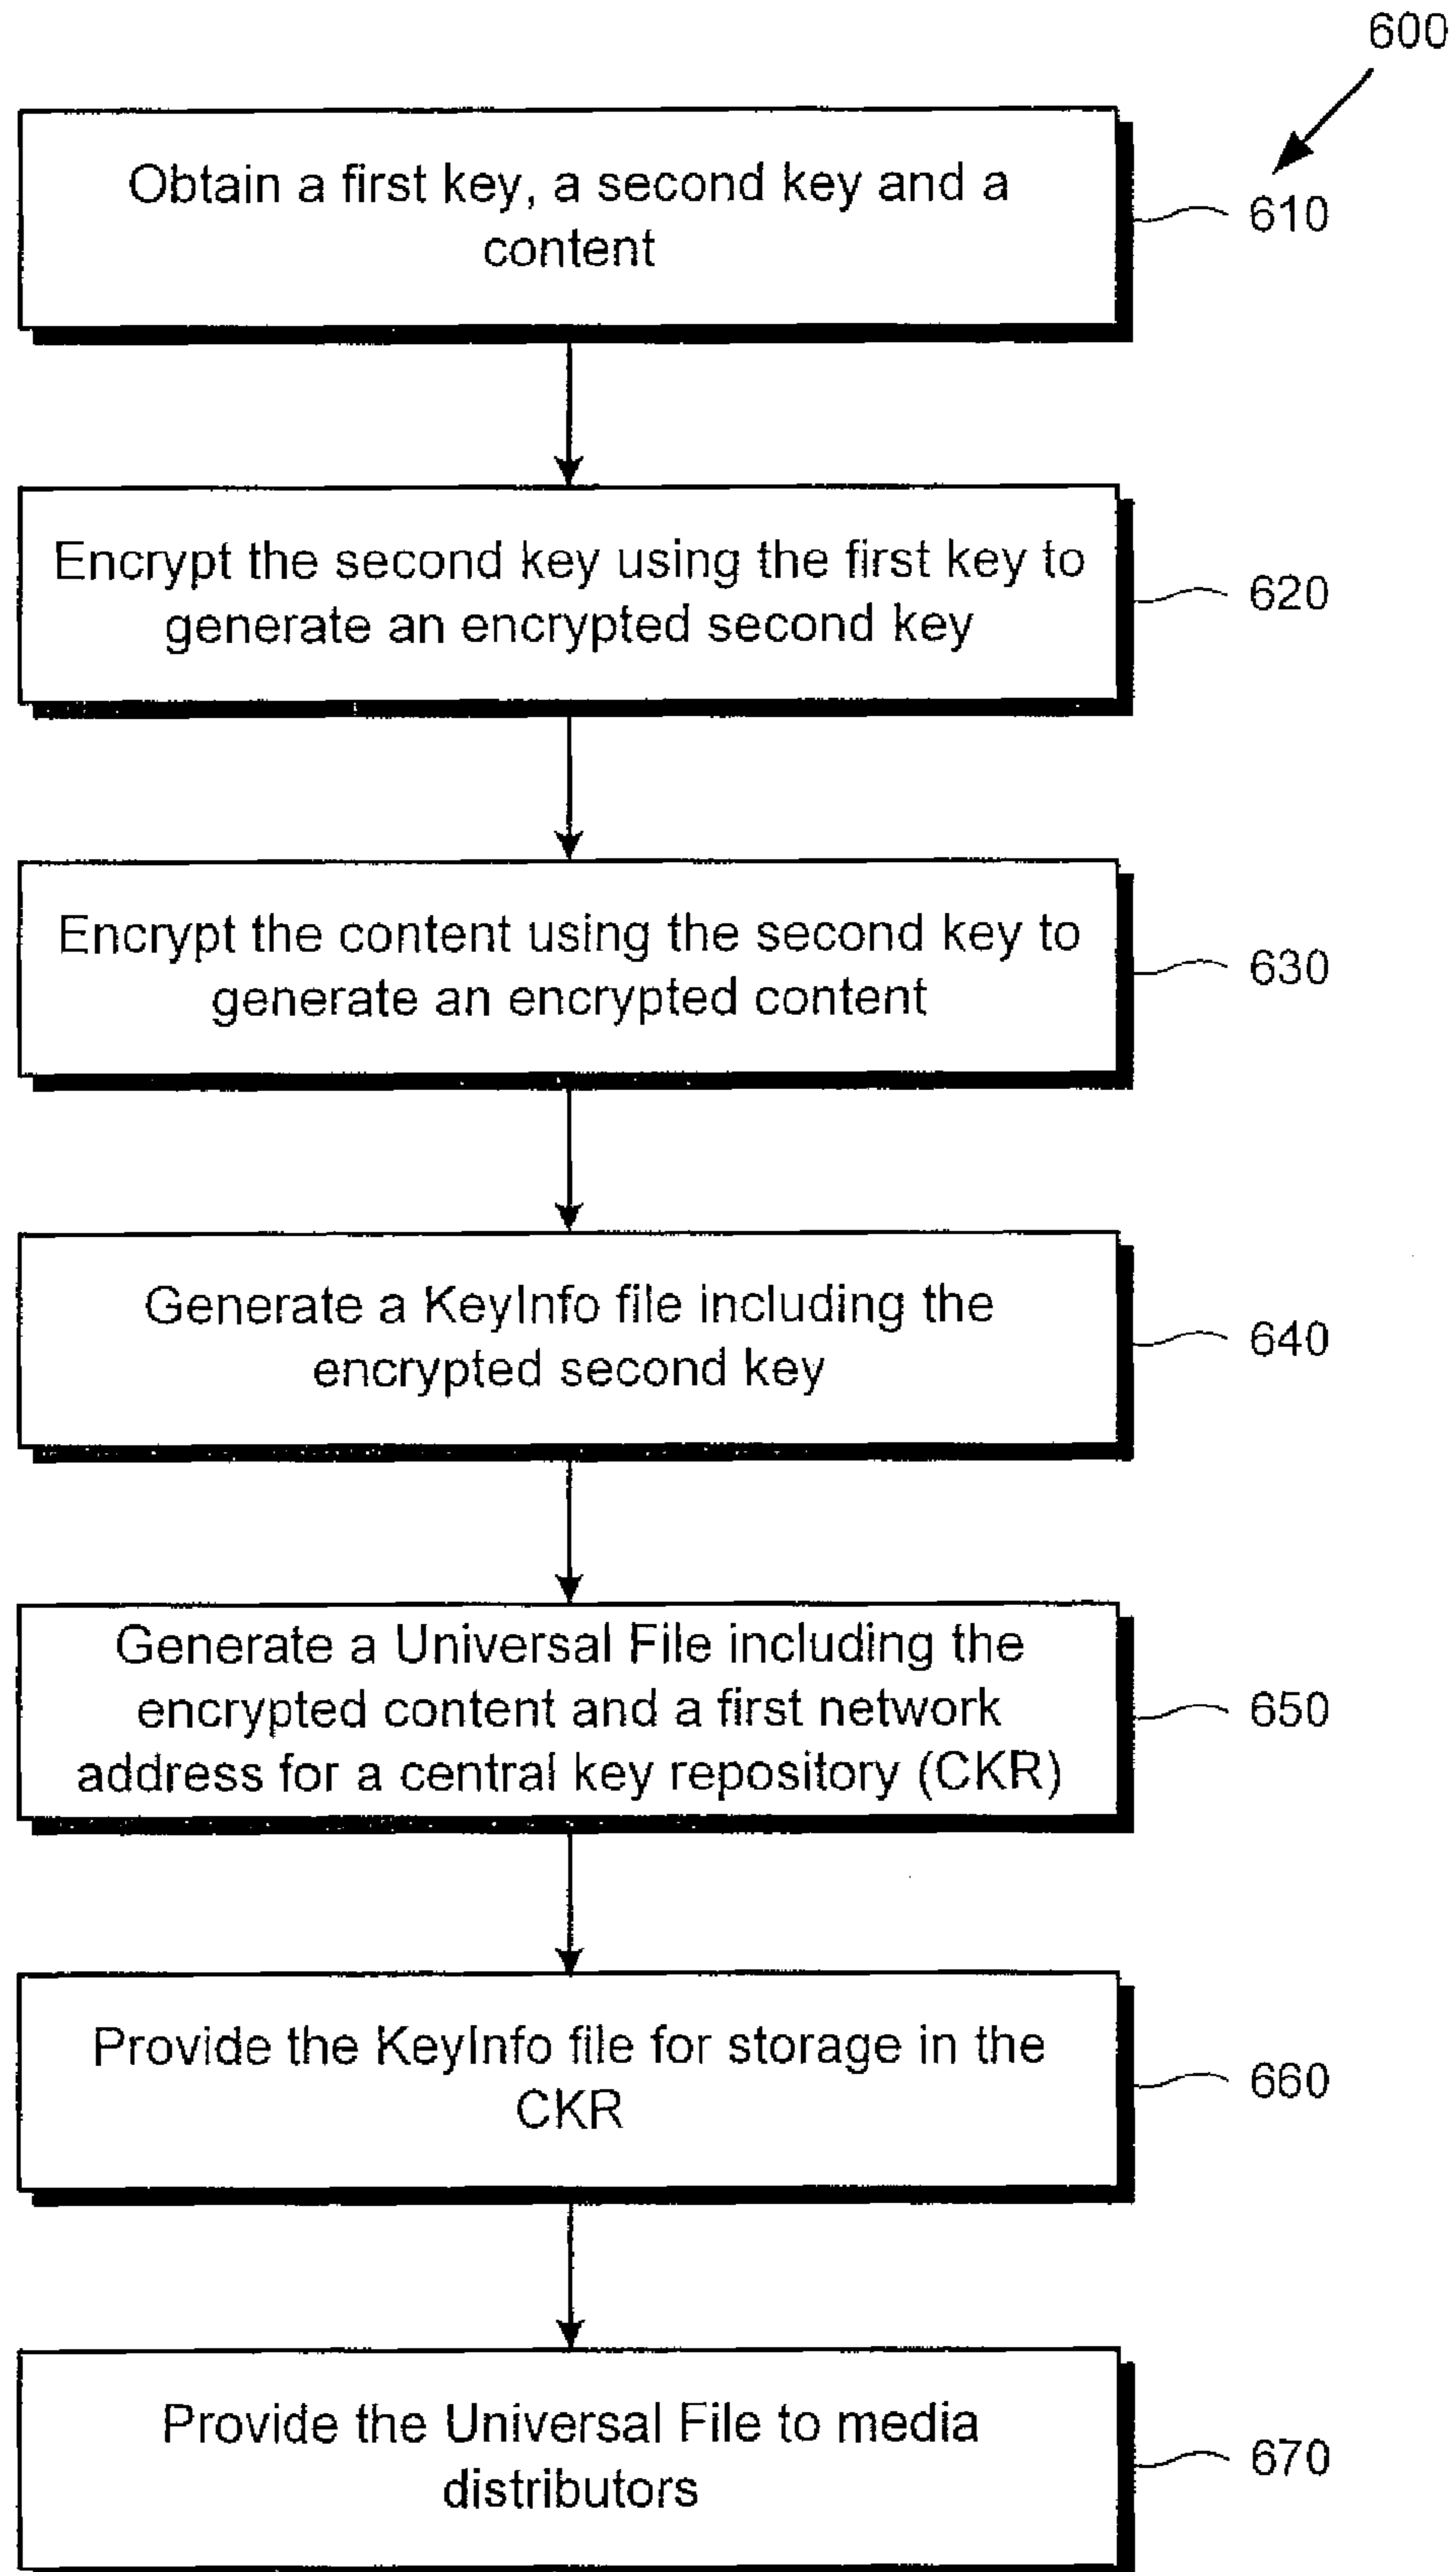 600
Obtain a first key, a second key and a
content
610
Encrypt the second key using the first key to
generate an encrypted second key
620
Encrypt the content using the second key to
generate an encrypted content
630
Generate a KeyInfo file including the
encrypted second key
640
Generate a Universal File including the
encrypted content and a first network
address for a central key repository (CKR)
650
Provide the KeyInfo file for storage in the
CKR
660
Provide the Universal File to media
distributors
670